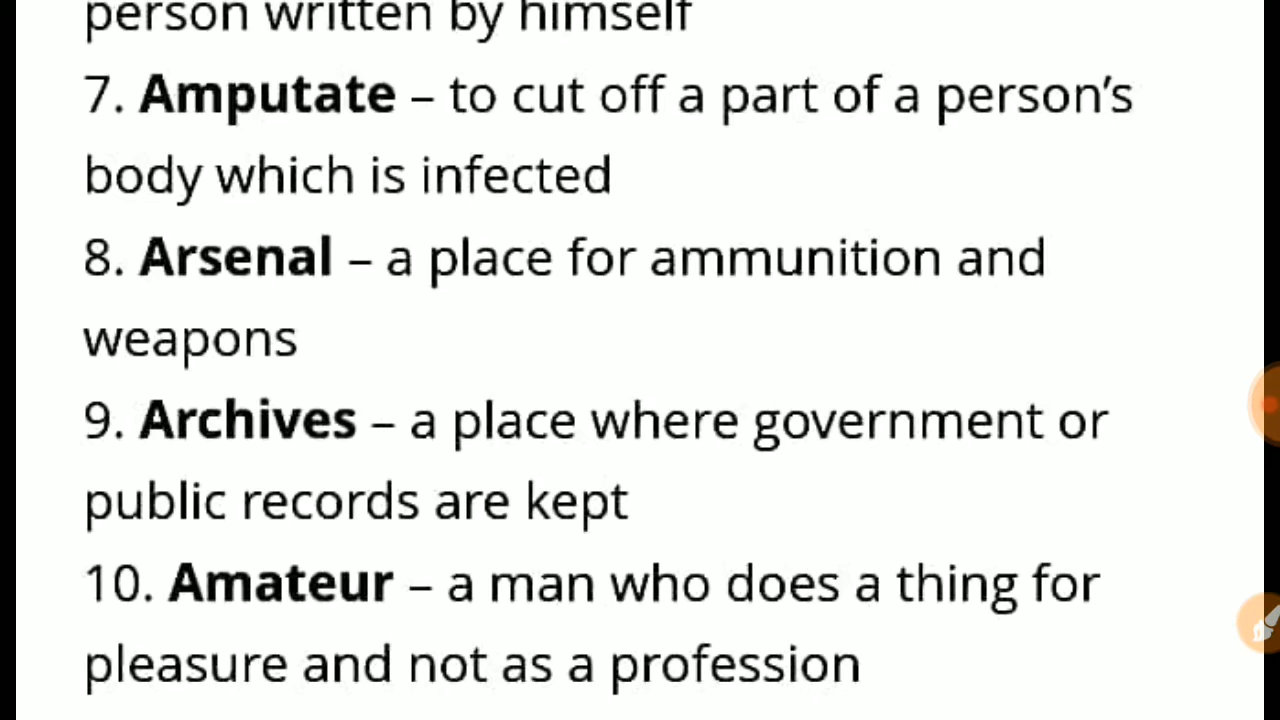 person written by himself
7. Amputate – to cut off a part of a person’s
body which is infected
8. Arsenal – a place for ammunition and
weapons
9. Archives – a place where government or
public records are kept
10. Amateur – a man who does a thing for
pleasure and not as a profession